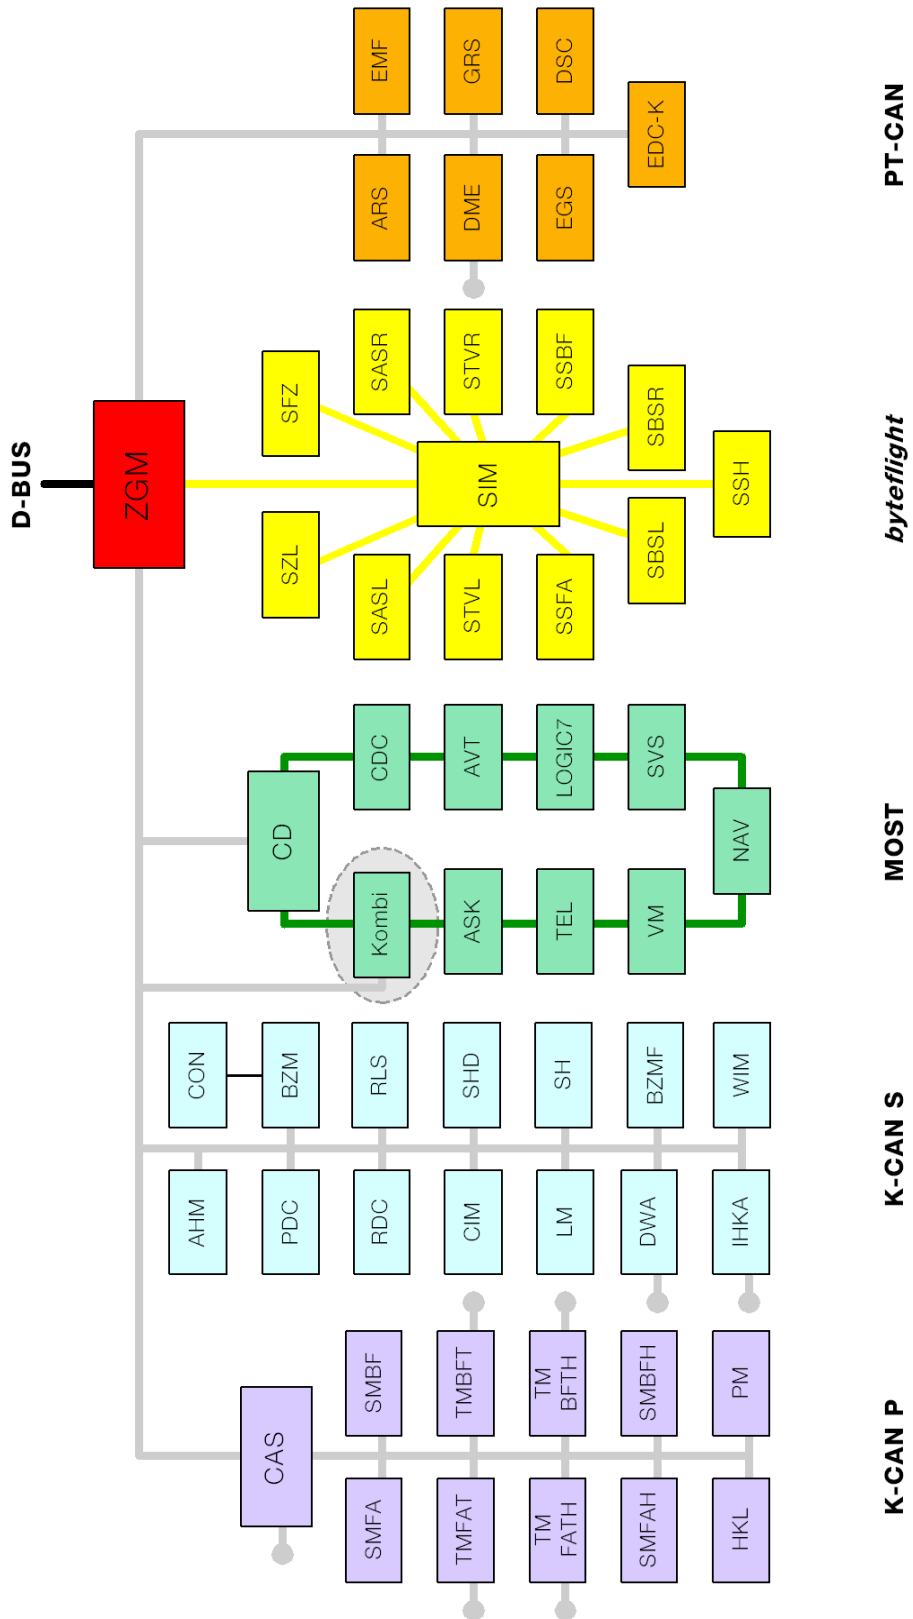 D-BUS
ZGM
CAS
SMFA
SMBF
TMFAT
TMBFT
TM
FATH
TM
BFTH
SMFAH
SMBFH
HKL
PM
K-CAN P
AHM
CON
PDC
BZM
RDC
RLS
CIM
SHD
LM
SH
DWA
BZMF
IHKA
WIM
K-CAN S
CD
Kombi
CDC
ASK
AVT
TEL
LOGIC7
VM
SVS
NAV
MOST
SZL
SFZ
SASL
SASR
STVL
SIM
STVR
SSFA
SSBF
SBSL
SBSR
SSH
byteflight
ARS
EMF
DME
GRS
EGS
DSC
EDC-K
PT-CAN